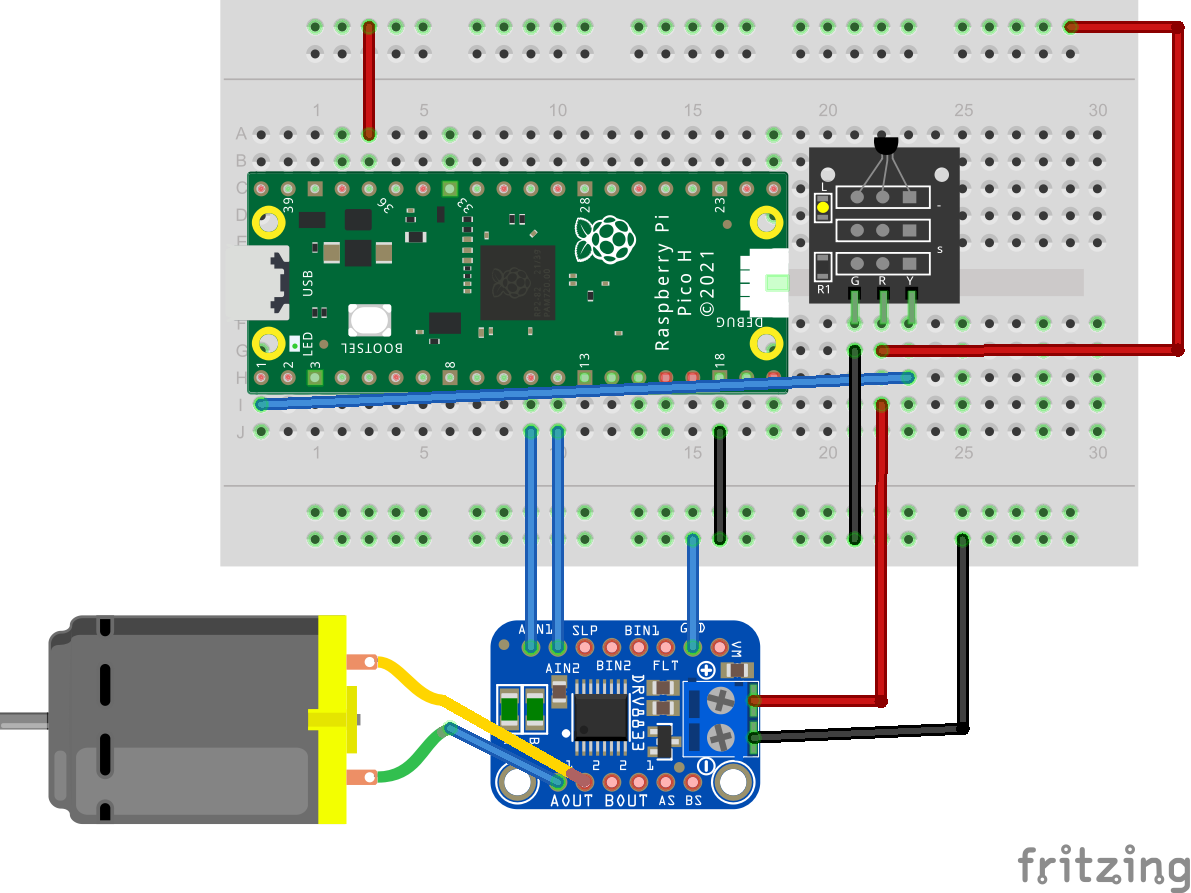 1 5 10 15 20 25 30
A
B
C
D
E
F
G
H
I
J
39 36 33 28 23
USB
LED
BOOTSEL
Raspberry Pi
Pico H
©2021
DEBUG
1 2 3 8 13 18
L
-
S
R1
G R Y
1 5 10 15 20 25 30
SLP BIN1 GND VM
AIN1
AIN2 BIN2 FLT
DRV8833
+
-
1 2 2 1
AOUT BOUT AS BS
fritzing